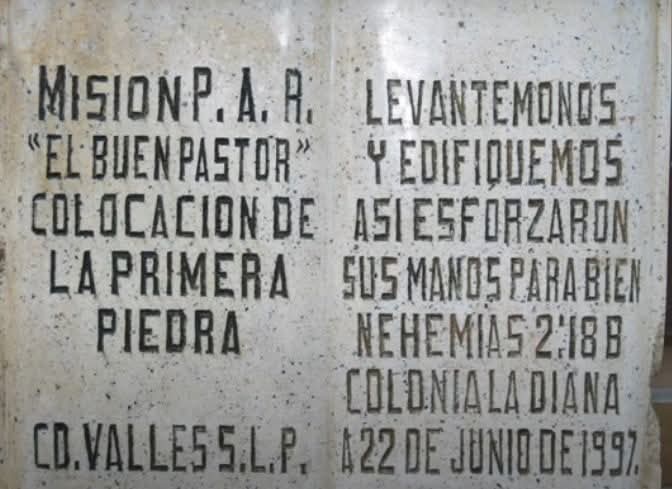 MISION P. A. R.
"EL BUEN PASTOR"
COLOCACION DE
LA PRIMERA
PIEDRA
CD. VALLES S.L.P.
LEVANTEMONOS
Y EDIFIQUEMOS
ASI ESFORZARON
SUS MANOS PARA BIEN
NEHEMIAS 2:18 B
COLONIA LA DIANA
A 22 DE JUNIO DE 1997.